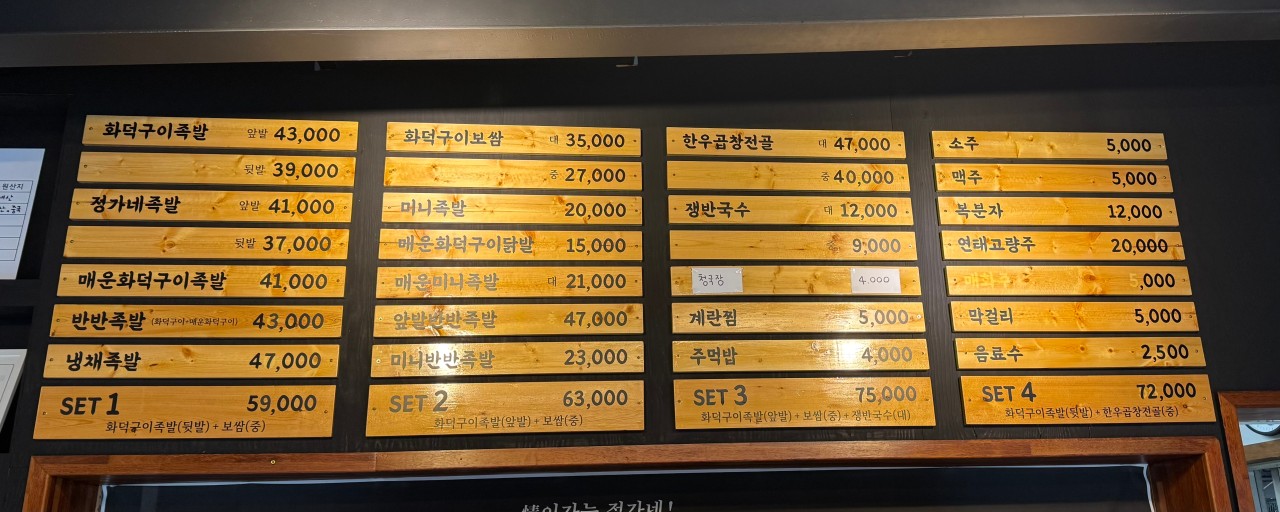 화덕구이족발 앞발 43,000
뒷발 39,000
정가네족발 앞발 41,000
뒷발 37,000
매운화덕구이족발 41,000
반반족발 (화덕구이+매운화덕구이) 43,000
냉채족발 47,000
SET 1 59,000
화덕구이족발(뒷발) + 보쌈(중)
화덕구이보쌈 대 35,000
중 27,000
미니족발 20,000
매운화덕구이닭발 15,000
매운미니족발 대 21,000
앞발반반족발 47,000
미니반반족발 23,000
SET 2 63,000
화덕구이족발(앞발) + 보쌈(중)
한우곱창전골 대 47,000
중 40,000
쟁반국수 대 12,000
중 9,000
청국장 4.000
계란찜 5,000
주먹밥 4,000
SET 3 75,000
화덕구이족발(앞발) + 보쌈(중) + 쟁반국수(대)
소주 5,000
맥주 5,000
복분자 12,000
연태고량주 20,000
,000
막걸리 5,000
음료수 2,500
SET 4 72,000
화덕구이족발(뒷발) + 한우곱창전골(중)
원산지
정가네!